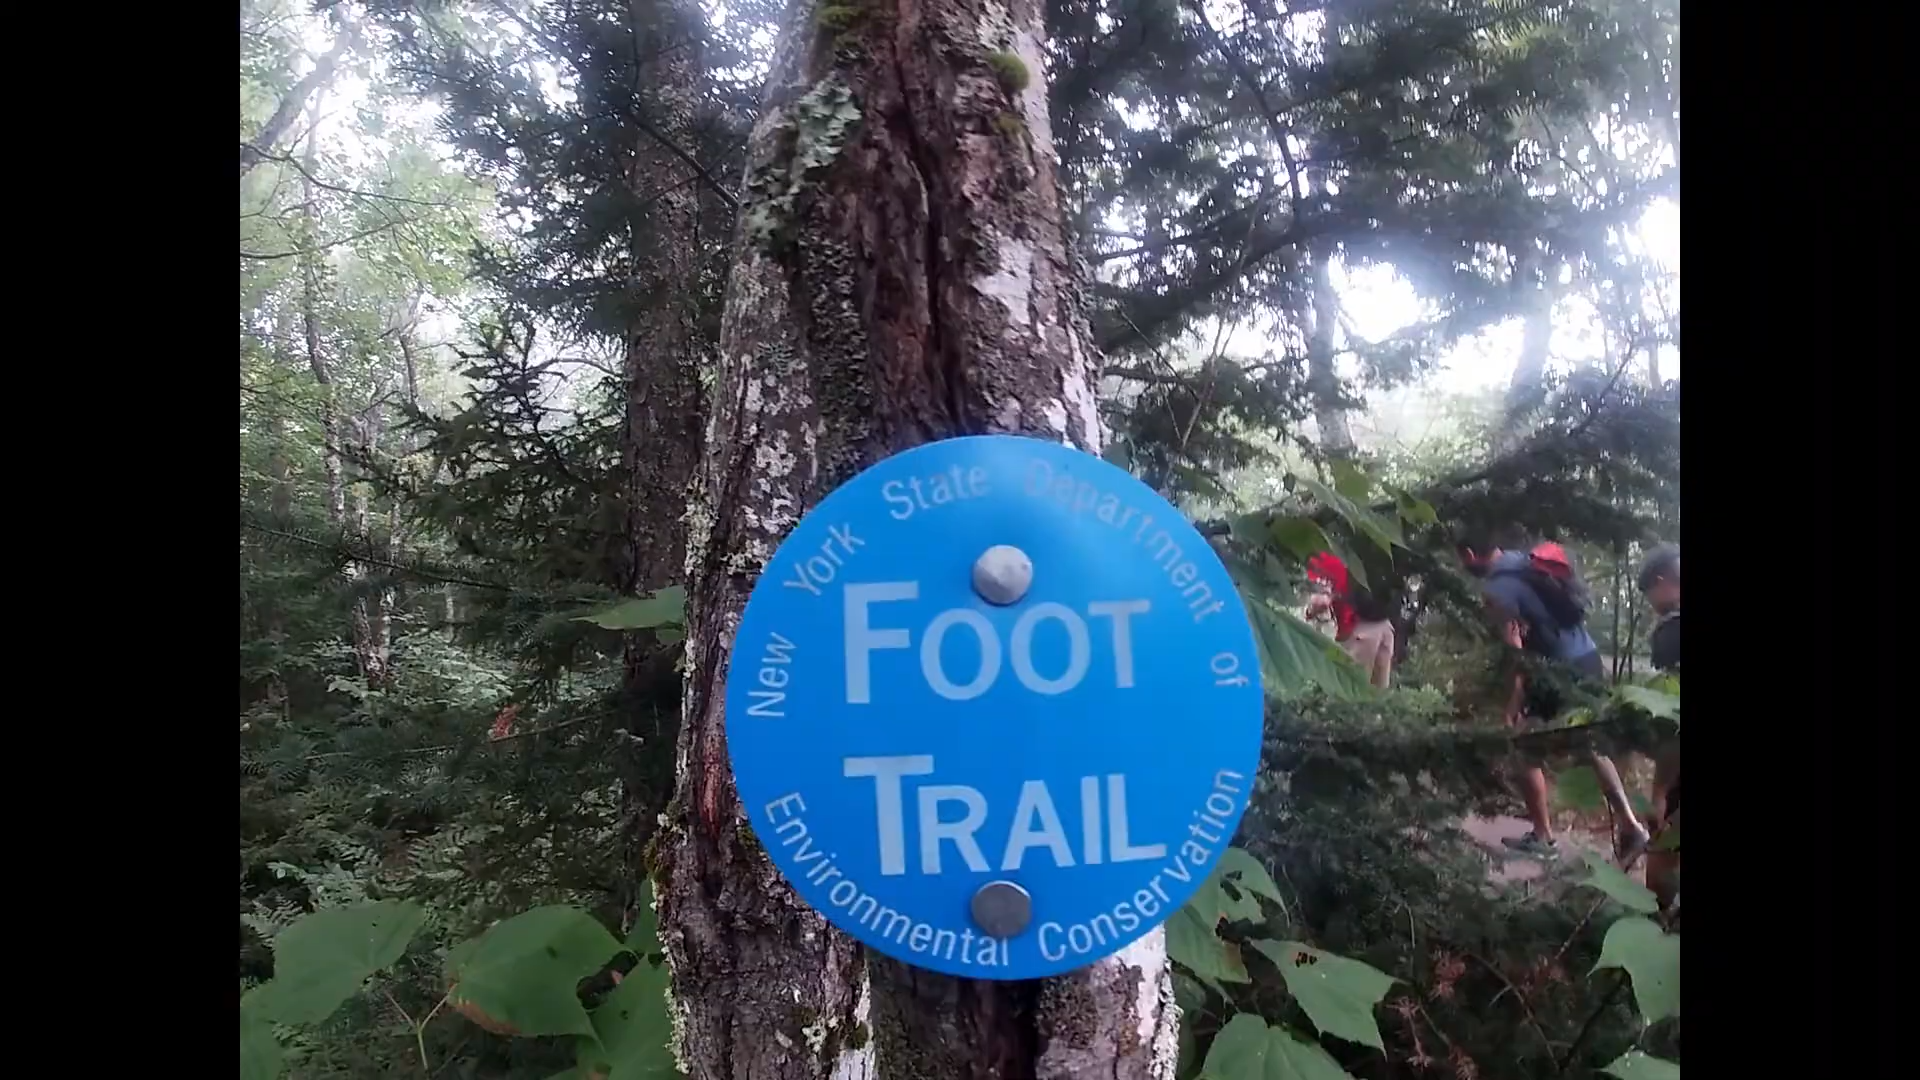 New York State Department of
FOOT
TRAIL
Environmental Conservation